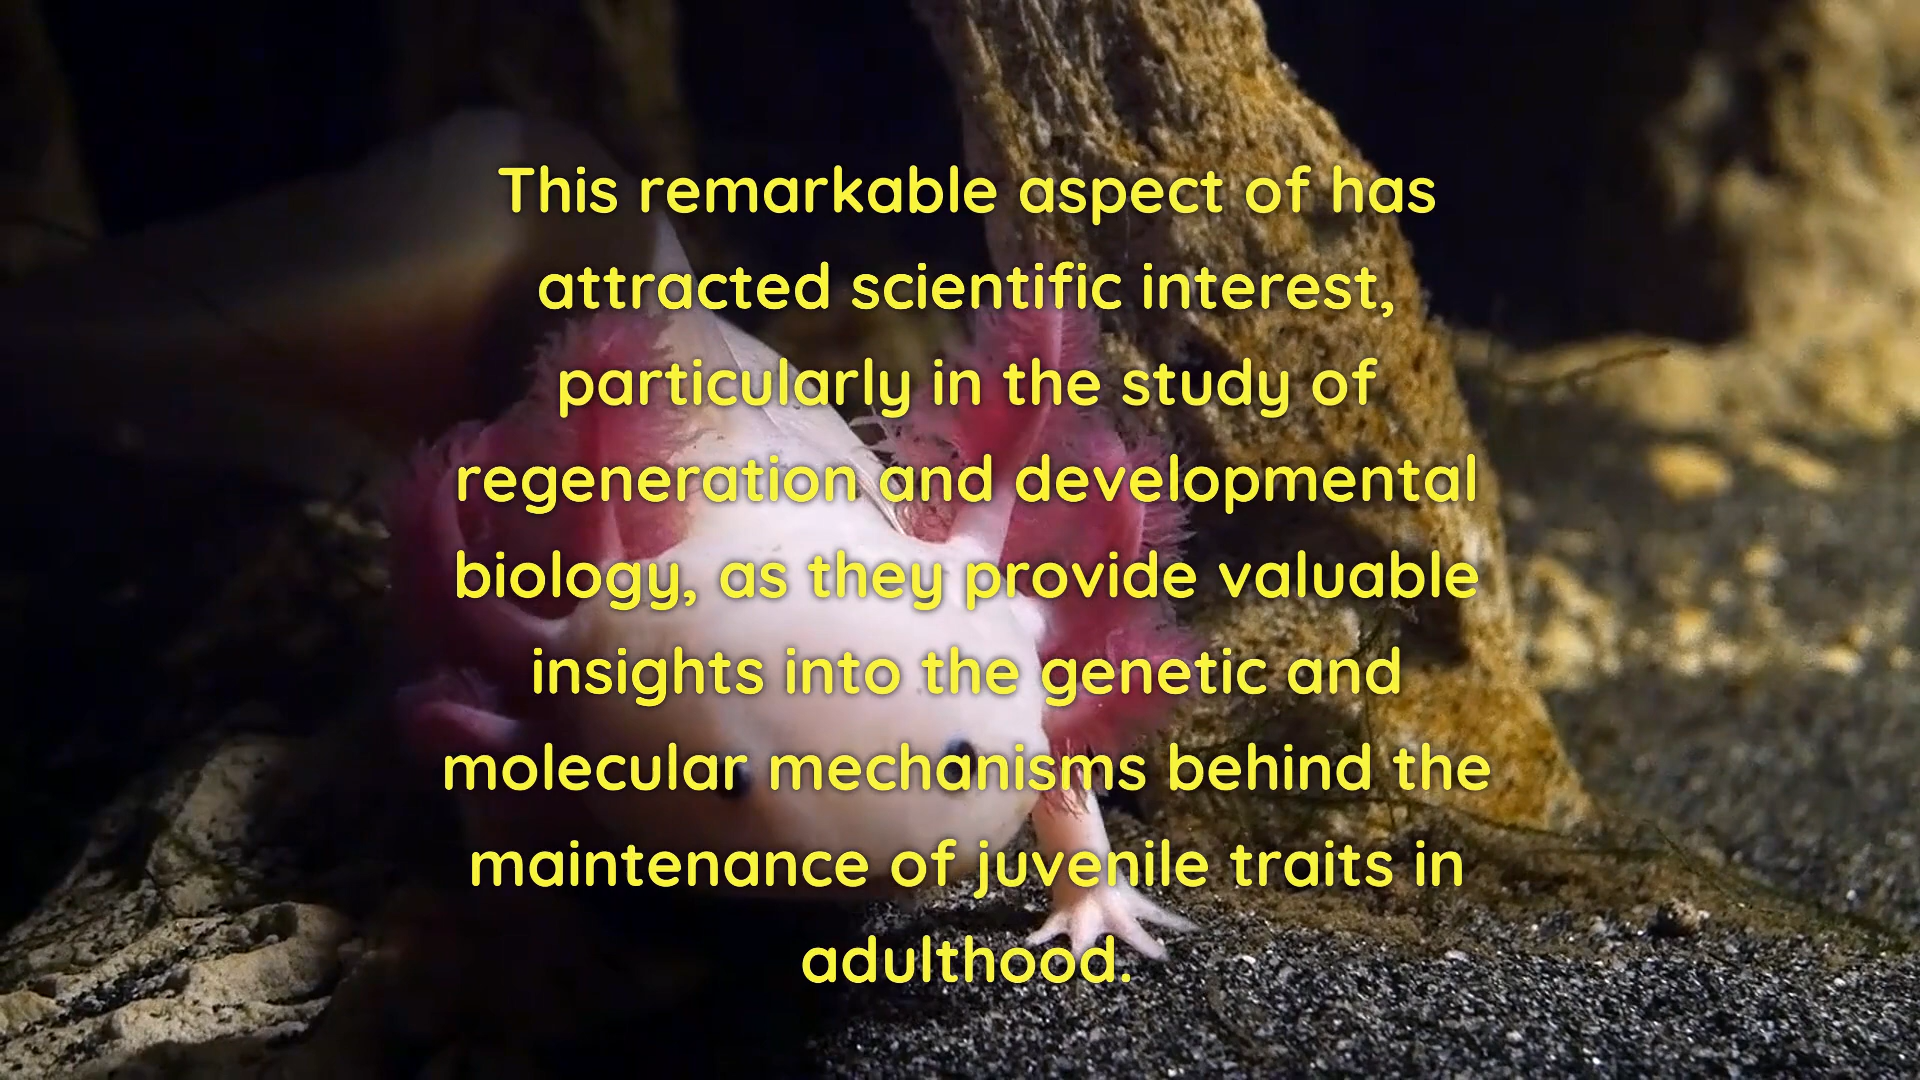 This remarkable aspect of has
attracted scientific interest,
particularly in the study of
regeneration and developmental
biology, as they provide valuable
insights into the genetic and
molecular mechanisms behind the
maintenance of juvenile traits in
adulthood.